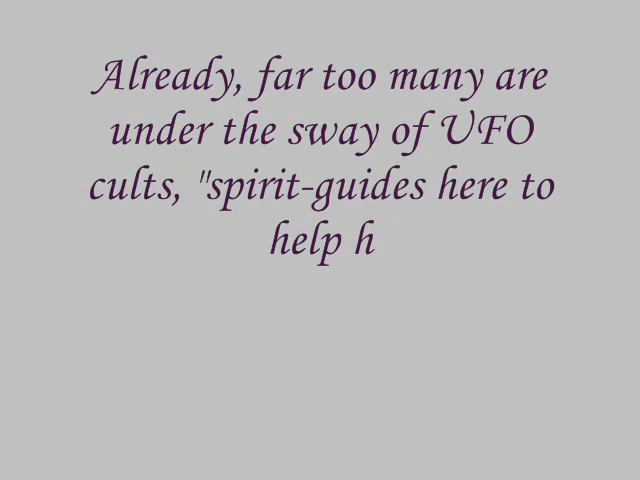 Already, far too many are
under the sway of UFO
cults, "spirit-guides here to
help h